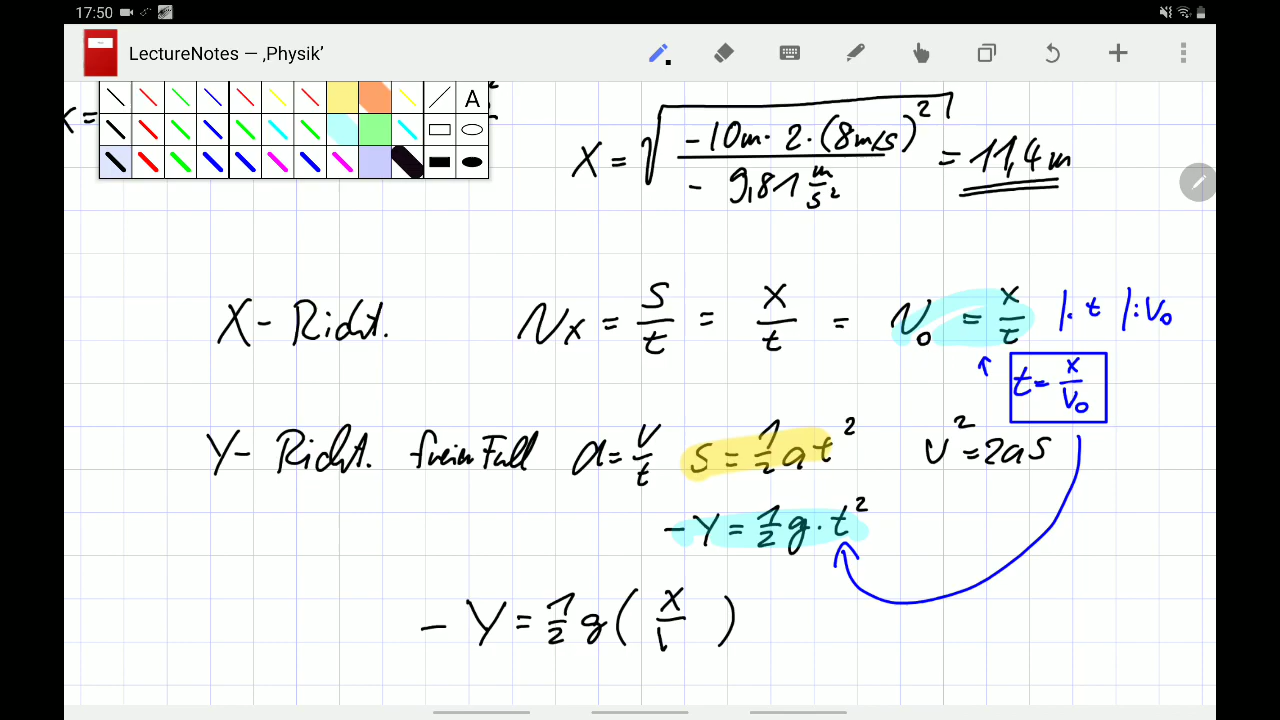 17:50
LectureNotes — ‚Physik’
A
X =
X = √(-10m · 2 · (8m/s)² / - 9,81 m/s²) = 11,4 m
X - Richt. Vx = s/t = x/t = V₀ = x/t |· t |: V₀
t = x/V₀
Y - Richt. freier Fall a = v/t s = 1/2 a t² v² = 2as
- Y = 1/2 g · t²
- Y = 1/2 g ( x/ )